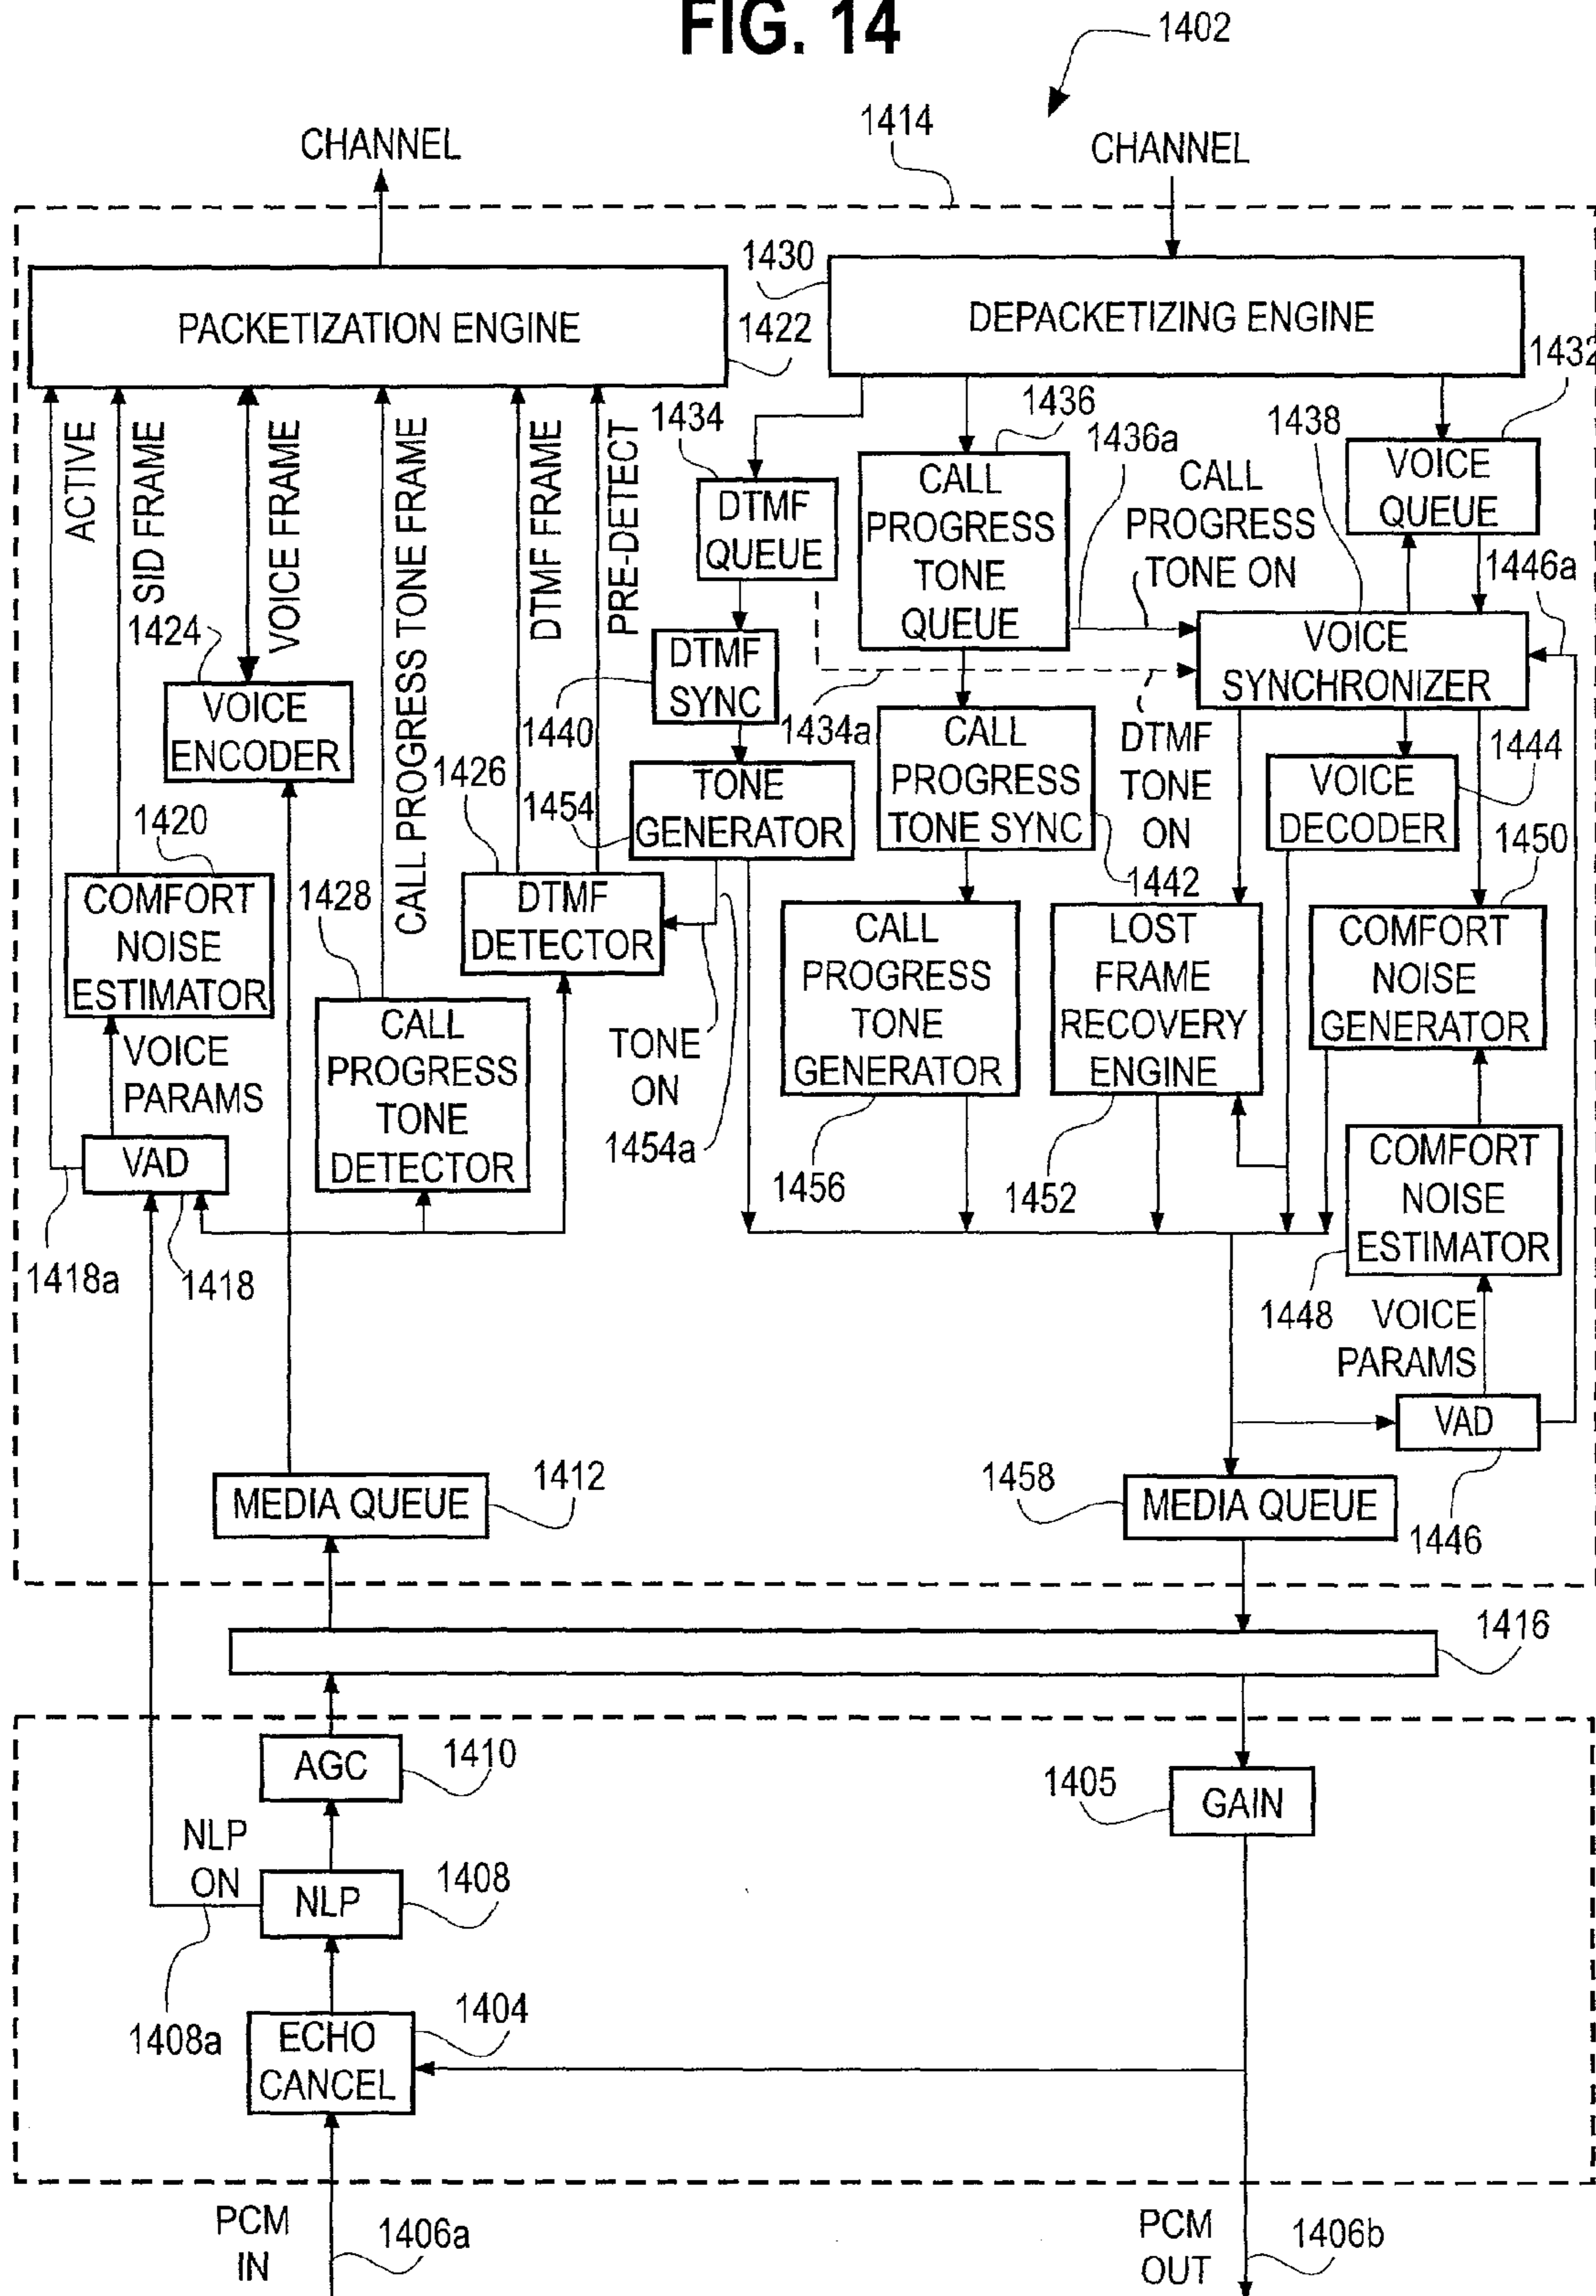 FIG. 14
1402
1414
CHANNEL
CHANNEL
1430
PACKETIZATION ENGINE
1422
DEPACKETIZING ENGINE
1432
ACTIVE
SID FRAME
VOICE FRAME
CALL PROGRESS TONE FRAME
DTMF FRAME
PRE-DETECT
1434
1436
1436a
1438
CALL
PROGRESS
TONE ON
VOICE
QUEUE
1446a
DTMF
QUEUE
CALL
PROGRESS
TONE
QUEUE
1424
VOICE
ENCODER
DTMF
SYNC
1440
1434a
VOICE
SYNCHRONIZER
DTMF
TONE
ON
1444
1426
1454
TONE
GENERATOR
CALL
PROGRESS
TONE SYNC
1442
VOICE
DECODER
1450
1420
COMFORT
NOISE
ESTIMATOR
1428
DTMF
DETECTOR
CALL
PROGRESS
TONE
GENERATOR
LOST
FRAME
RECOVERY
ENGINE
COMFORT
NOISE
GENERATOR
VOICE
PARAMS
CALL
PROGRESS
TONE
DETECTOR
TONE
ON
1454a
1456
1452
COMFORT
NOISE
ESTIMATOR
VAD
1418a
1418
1448
VOICE
PARAMS
VAD
1446
MEDIA QUEUE
1412
1458
MEDIA QUEUE
1416
AGC
1410
1405
GAIN
NLP
ON
NLP
1408
1408a
1404
ECHO
CANCEL
PCM
IN
1406a
PCM
OUT
1406b